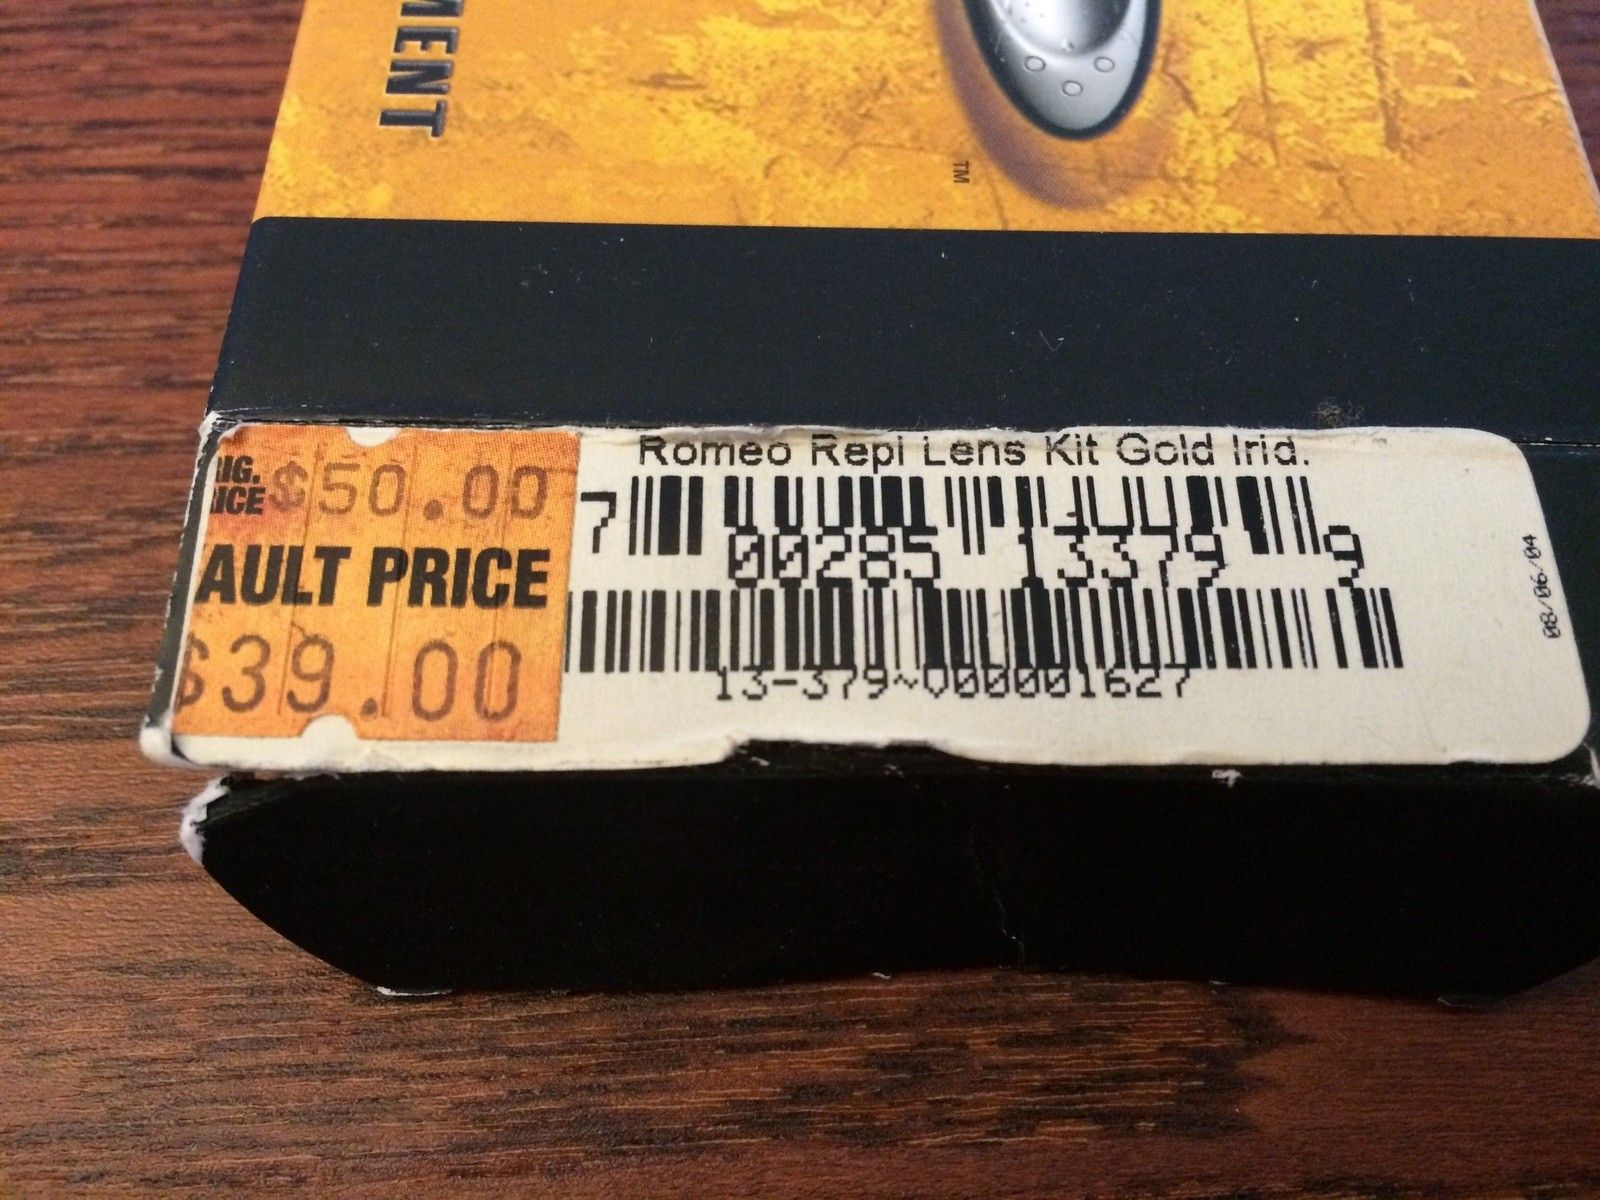 MENT
TM
Romeo Repl Lens Kit Gold Irid.
7 00285 13379 9
13-379~V000001627
08/06/04
IG.
ICE $50.00
AULT PRICE
$39.00